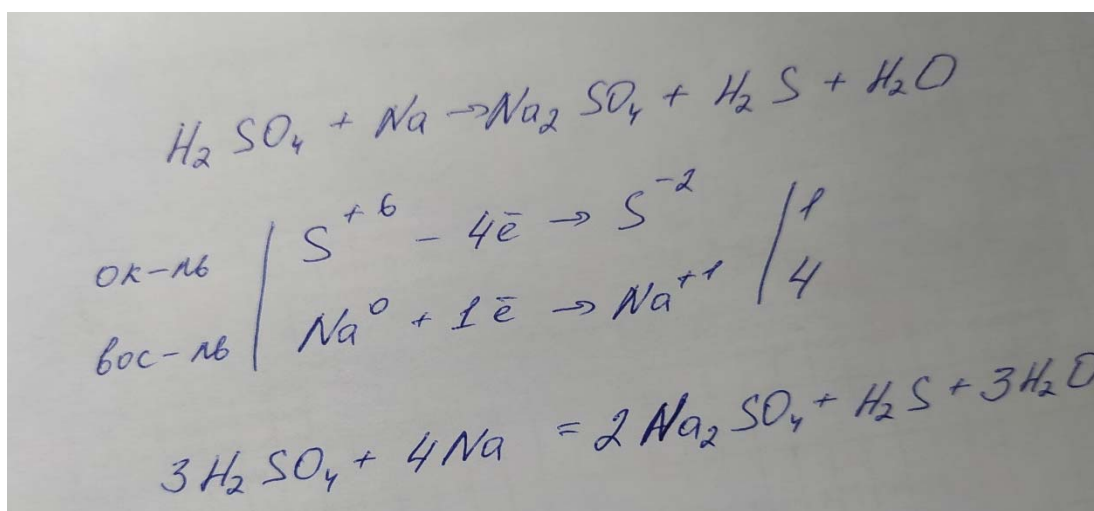 H₂SO₄ + Na → Na₂SO₄ + H₂S + H₂O
ок-ль | S⁺⁶ - 4ē → S⁻² | 1
вос-ль | Na⁰ + 1ē → Na⁺¹ | 4
3H₂SO₄ + 4Na = 2Na₂SO₄ + H₂S + 3H₂O